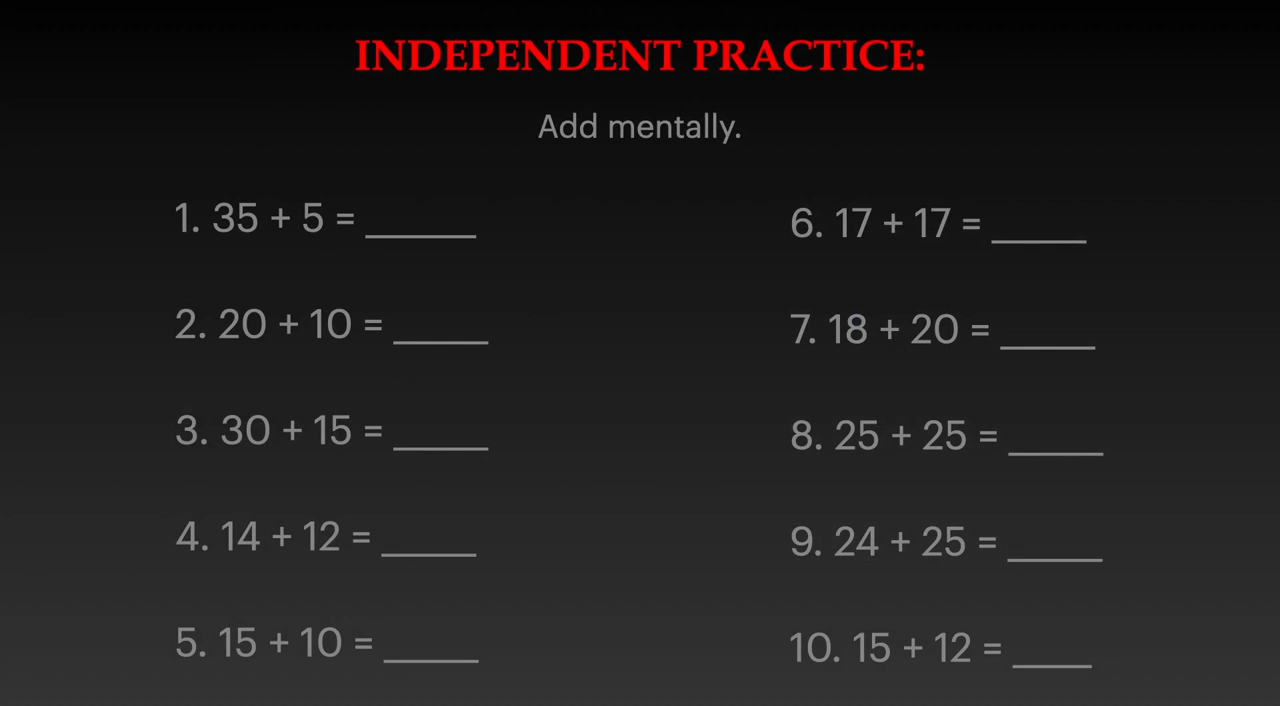 INDEPENDENT PRACTICE:
Add mentally.
1. 35 + 5 = ______
2. 20 + 10 = _____
3. 30 + 15 = _____
4. 14 + 12 = _____
5. 15 + 10 = _____
6. 17 + 17 = _____
7. 18 + 20 = _____
8. 25 + 25 = _____
9. 24 + 25 = _____
10. 15 + 12 = ____